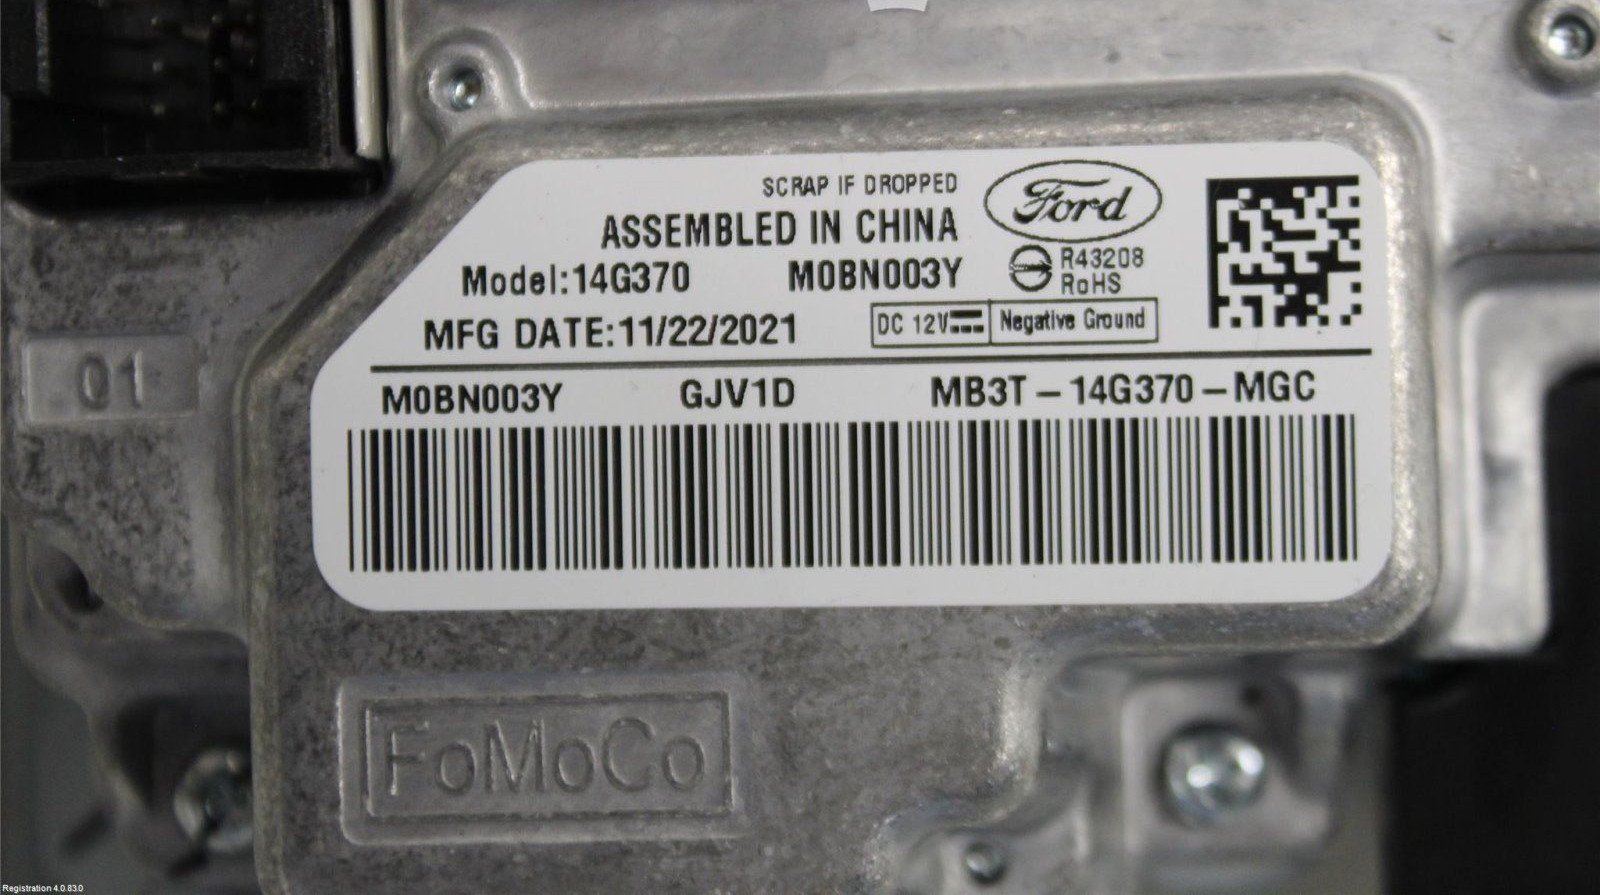 SCRAP IF DROPPED
Ford
ASSEMBLED IN CHINA
R43208
Model:14G370 M0BN003Y
RoHS
MFG DATE:11/22/2021
DC 12V Negative Ground
M0BN003Y GJV1D MB3T-14G370-MGC
01
FoMoCo
Registration 4.0.83.0